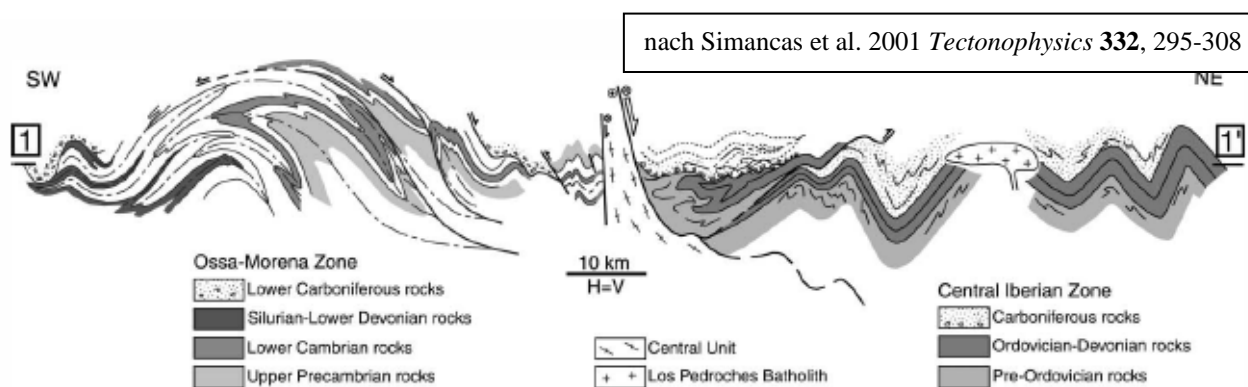 nach Simancas et al. 2001 Tectonophysics 332, 295-308
SW
NE
1
1'
10 km
H=V
Ossa-Morena Zone
Lower Carboniferous rocks
Silurian-Lower Devonian rocks
Lower Cambrian rocks
Upper Precambrian rocks
Central Unit
Los Pedroches Batholith
Central Iberian Zone
Carboniferous rocks
Ordovician-Devonian rocks
Pre-Ordovician rocks